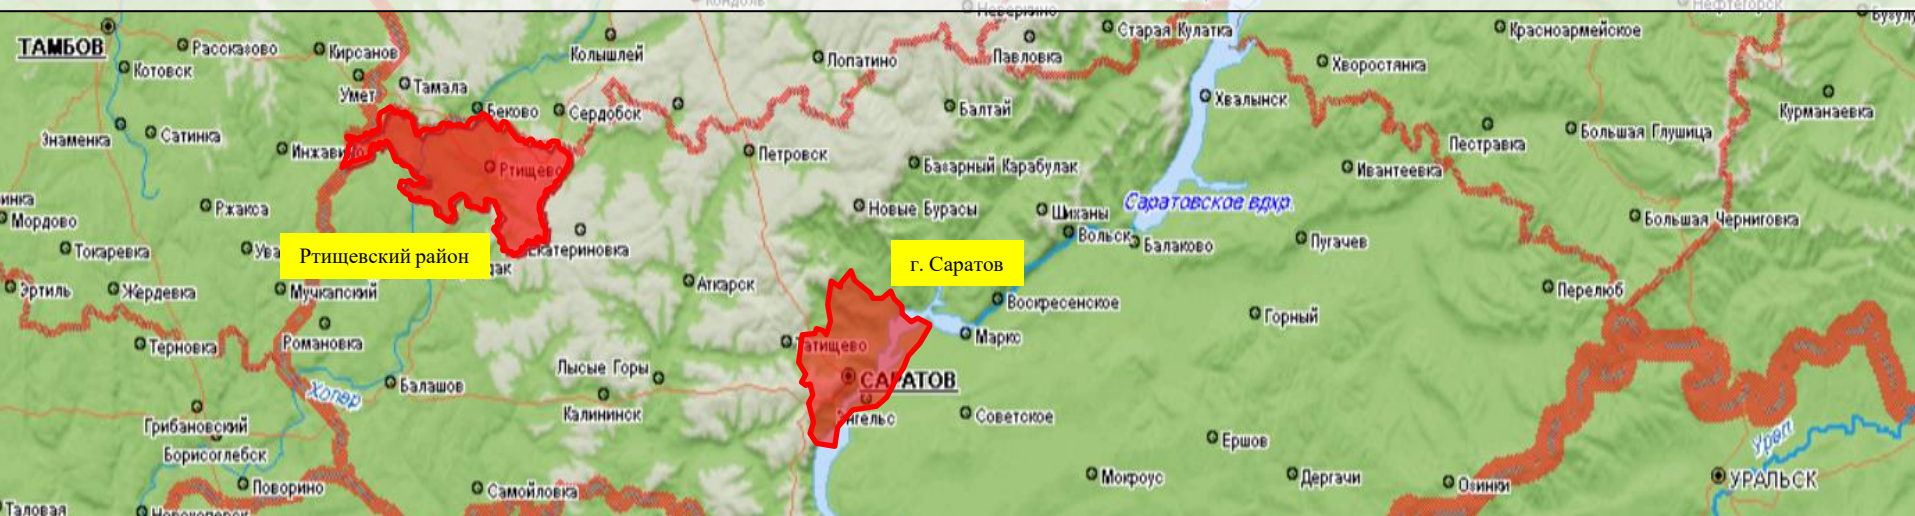 Неверкино
Нефтегорск
ТАМБОВ
Рассказово
Кирсанов
Колышлей
Лопатино
Павловка
Старая Кулатка
Хворостянка
Красноармейское
Котовск
Умет
Тамала
Беково
Сердобск
Балтай
Хвалынск
Курманаевка
Знаменка
Сатинка
Петровск
Пестравка
Большая Глушица
Ртищево
Базарный Карабулак
Ивантеевка
Мордово
Ржакса
Новые Бурасы
Шиханы
Саратовское вдхр.
Большая Черниговка
Токаревка
Ува
Ртищевский район
Екатериновка
г. Саратов
Вольск
Балаково
Пугачев
Эртиль
Жердевка
Мучкапский
Аткарск
Воскресенское
Горный
Перелюб
Терновка
Романовка
Татищево
Маркс
Хопер
Балашов
Лысые Горы
САРАТОВ
Грибановский
Калининск
Энгельс
Советское
Борисоглебск
Ершов
Урал
Поворино
Самойловка
Мокроус
Дергачи
Озинки
УРАЛЬСК
Таловая
Новохоперск